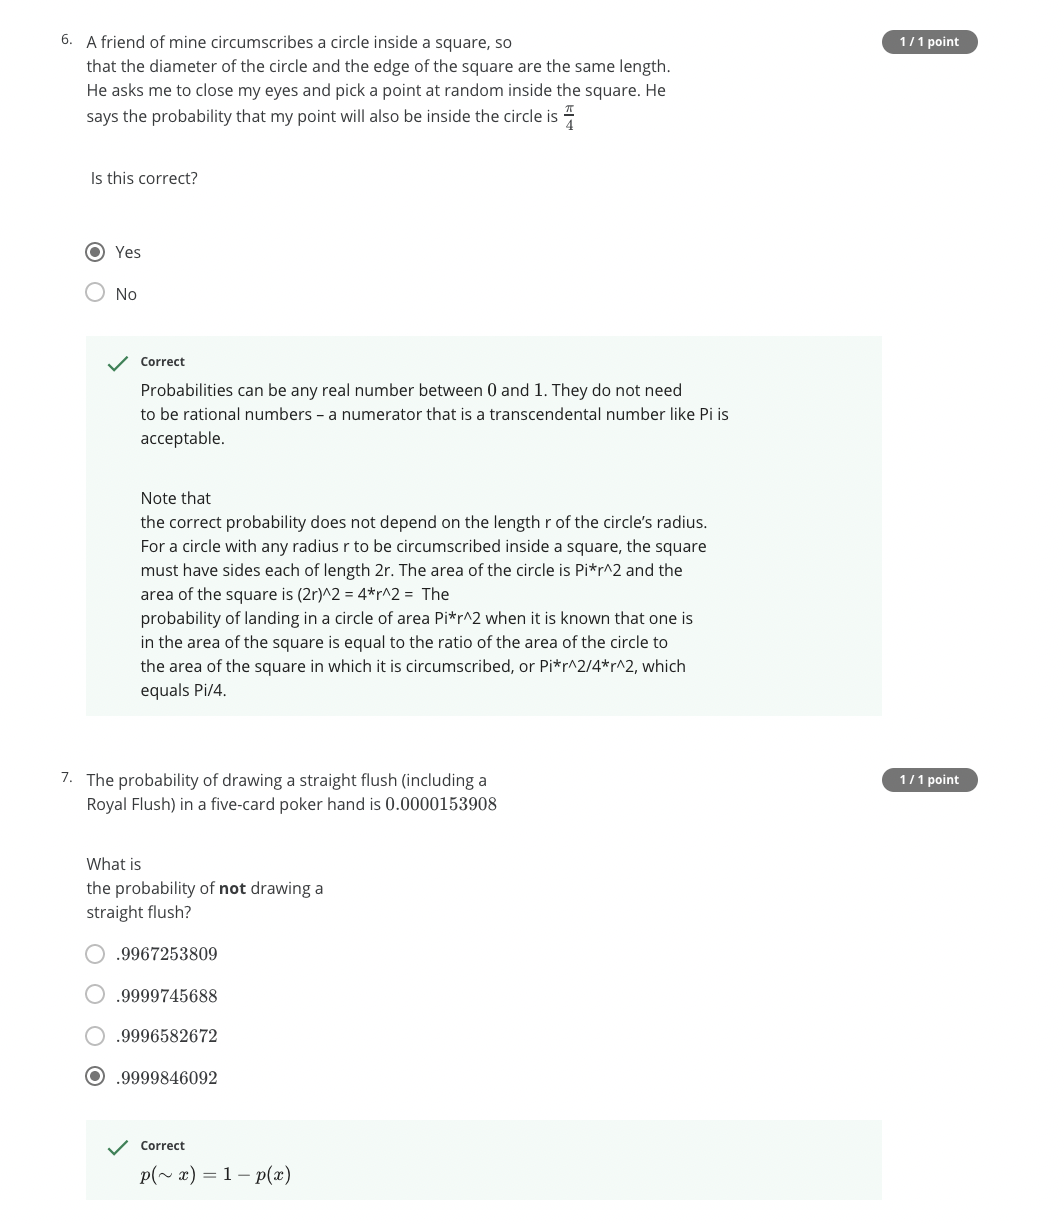 6. A friend of mine circumscribes a circle inside a square, so
1 / 1 point
that the diameter of the circle and the edge of the square are the same length.
He asks me to close my eyes and pick a point at random inside the square. He
says the probability that my point will also be inside the circle is π/4
Is this correct?
Yes
No
Correct
Probabilities can be any real number between 0 and 1. They do not need
to be rational numbers – a numerator that is a transcendental number like Pi is
acceptable.
Note that
the correct probability does not depend on the length r of the circle’s radius.
For a circle with any radius r to be circumscribed inside a square, the square
must have sides each of length 2r. The area of the circle is Pi*r^2 and the
area of the square is (2r)^2 = 4*r^2 = The
probability of landing in a circle of area Pi*r^2 when it is known that one is
in the area of the square is equal to the ratio of the area of the circle to
the area of the square in which it is circumscribed, or Pi*r^2/4*r^2, which
equals Pi/4.
7. The probability of drawing a straight flush (including a
1 / 1 point
Royal Flush) in a five-card poker hand is 0.0000153908
What is
the probability of not drawing a
straight flush?
.9967253809
.9999745688
.9996582672
.9999846092
Correct
p(∼ x) = 1 − p(x)